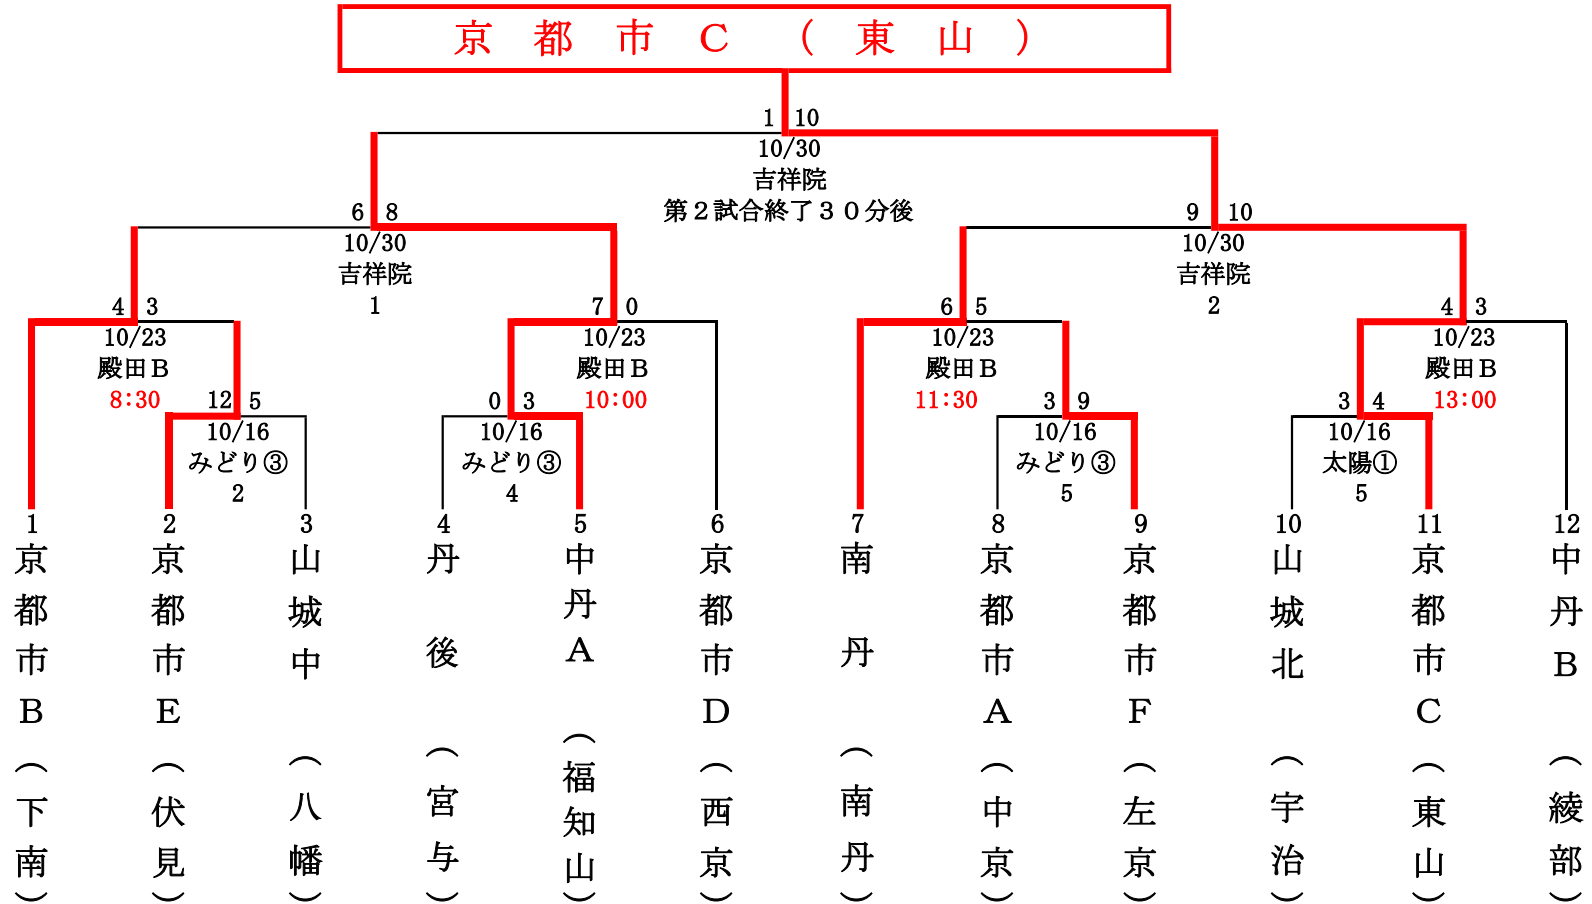 京都市C(東山)
1 10
10/30
吉祥院
第2試合終了30分後
6 8
10/30
吉祥院
1
9 10
10/30
吉祥院
2
4 3
10/23
殿田B
8:30
7 0
10/23
殿田B
10:00
6 5
10/23
殿田B
11:30
4 3
10/23
殿田B
13:00
12 5
10/16
みどり③
2
0 3
10/16
みどり③
4
3 9
10/16
みどり③
5
3 4
10/16
太陽①
5
1
京都市B(下南)
2
京都市E(伏見)
3
山城中(八幡)
4
丹後(宮与)
5
中丹A(福知山)
6
京都市D(西京)
7
南丹(南丹)
8
京都市A(中京)
9
京都市F(左京)
10
山城北(宇治)
11
京都市C(東山)
12
中丹B(綾部)